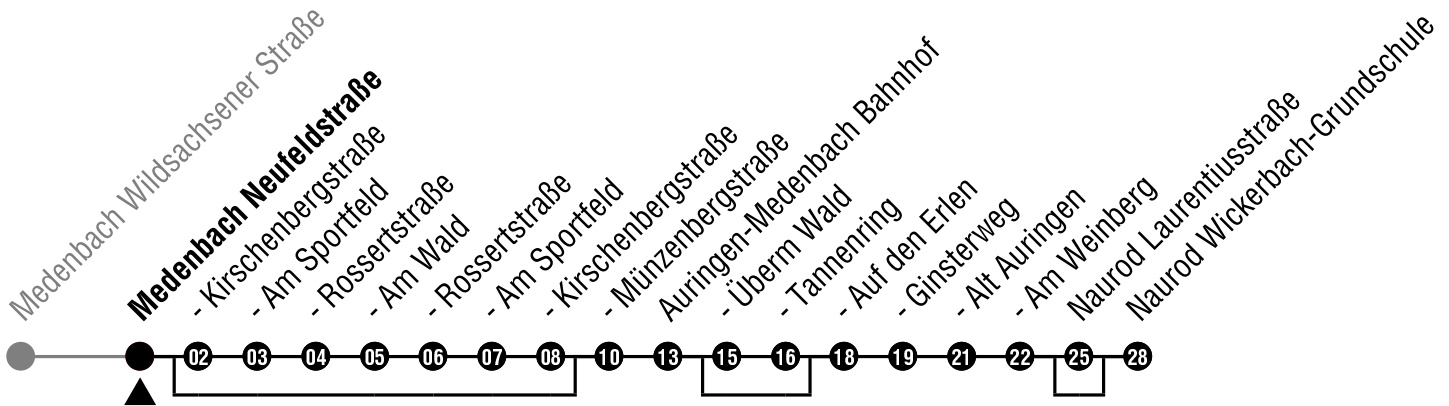 Medenbach Wildsachsener Straße
Medenbach Neufeldstraße
- Kirschenbergstraße
- Am Sportfeld
- Rossertstraße
- Am Wald
- Rossertstraße
- Am Sportfeld
- Kirschenbergstraße
- Münzenbergstraße
Auringen-Medenbach Bahnhof
- Überm Wald
- Tannenring
- Auf den Erlen
- Ginsterweg
- Alt Auringen
- Am Weinberg
Naurod Laurentiusstraße
Naurod Wickerbach-Grundschule
02 03 04 05 06 07 08 10 13 15 16 18 19 21 22 25 28